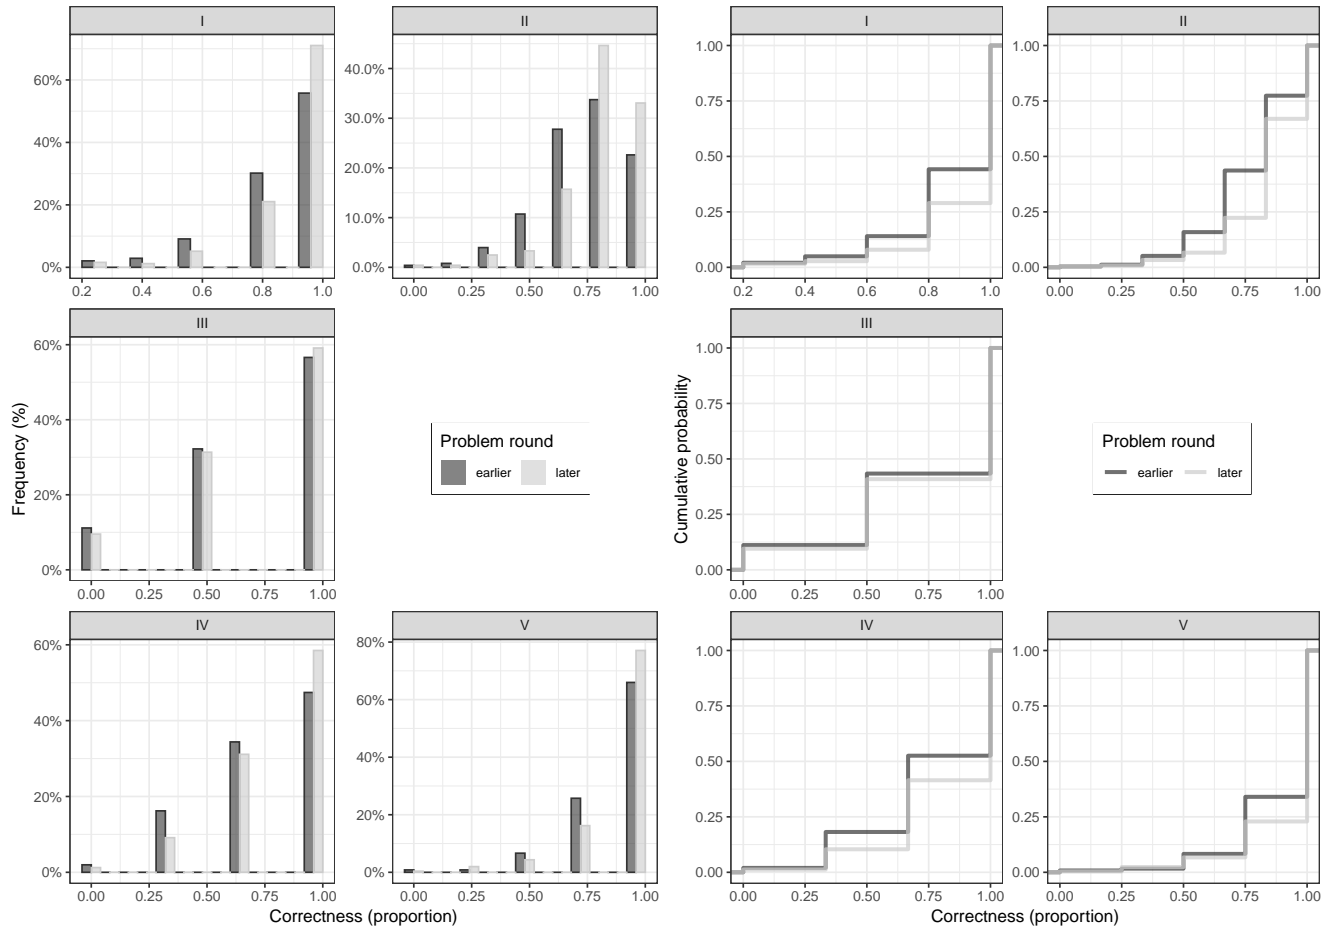 I
II
60%
40%
20%
0%
0.2 0.4 0.6 0.8 1.0
40.0%
30.0%
20.0%
10.0%
0.0%
0.00 0.25 0.50 0.75 1.00
III
60%
40%
20%
0%
0.00 0.25 0.50 0.75 1.00
Frequency (%)
Problem round
earlier later
IV
V
60%
40%
20%
0%
0.00 0.25 0.50 0.75 1.00
80%
60%
40%
20%
0%
0.00 0.25 0.50 0.75 1.00
Correctness (proportion)
I
II
1.00
0.75
0.50
0.25
0.00
0.2 0.4 0.6 0.8 1.0
1.00
0.75
0.50
0.25
0.00
0.00 0.25 0.50 0.75 1.00
III
1.00
0.75
0.50
0.25
0.00
0.00 0.25 0.50 0.75 1.00
Cumulative probability
Problem round
earlier later
IV
V
1.00
0.75
0.50
0.25
0.00
0.00 0.25 0.50 0.75 1.00
1.00
0.75
0.50
0.25
0.00
0.00 0.25 0.50 0.75 1.00
Correctness (proportion)